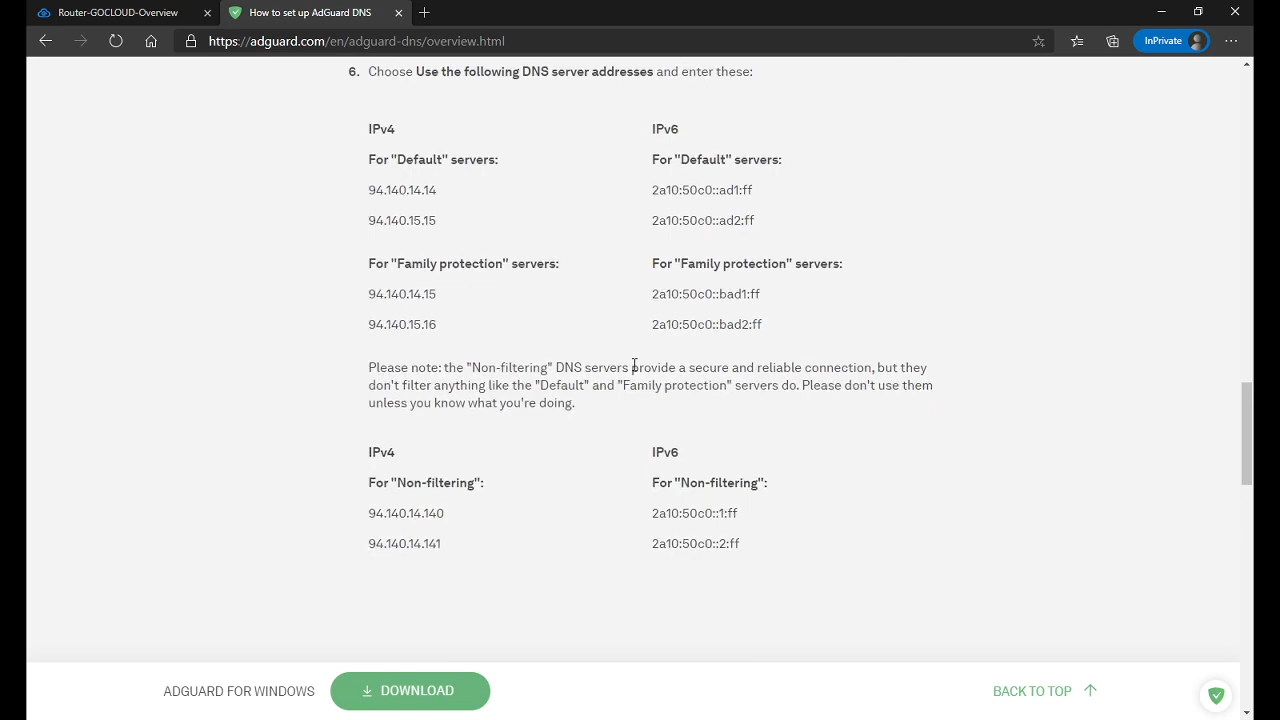 Router-GOCLOUD-Overview
How to set up AdGuard DNS
https://adguard.com/en/adguard-dns/overview.html
InPrivate
6. Choose Use the following DNS server addresses and enter these:
IPv4
For "Default" servers:
94.140.14.14
94.140.15.15
For "Family protection" servers:
94.140.14.15
94.140.15.16
IPv6
For "Default" servers:
2a10:50c0::ad1:ff
2a10:50c0::ad2:ff
For "Family protection" servers:
2a10:50c0::bad1:ff
2a10:50c0::bad2:ff
Please note: the "Non-filtering" DNS servers provide a secure and reliable connection, but they
don't filter anything like the "Default" and "Family protection" servers do. Please don't use them
unless you know what you're doing.
IPv4
For "Non-filtering":
94.140.14.140
94.140.14.141
IPv6
For "Non-filtering":
2a10:50c0::1:ff
2a10:50c0::2:ff
ADGUARD FOR WINDOWS
DOWNLOAD
BACK TO TOP